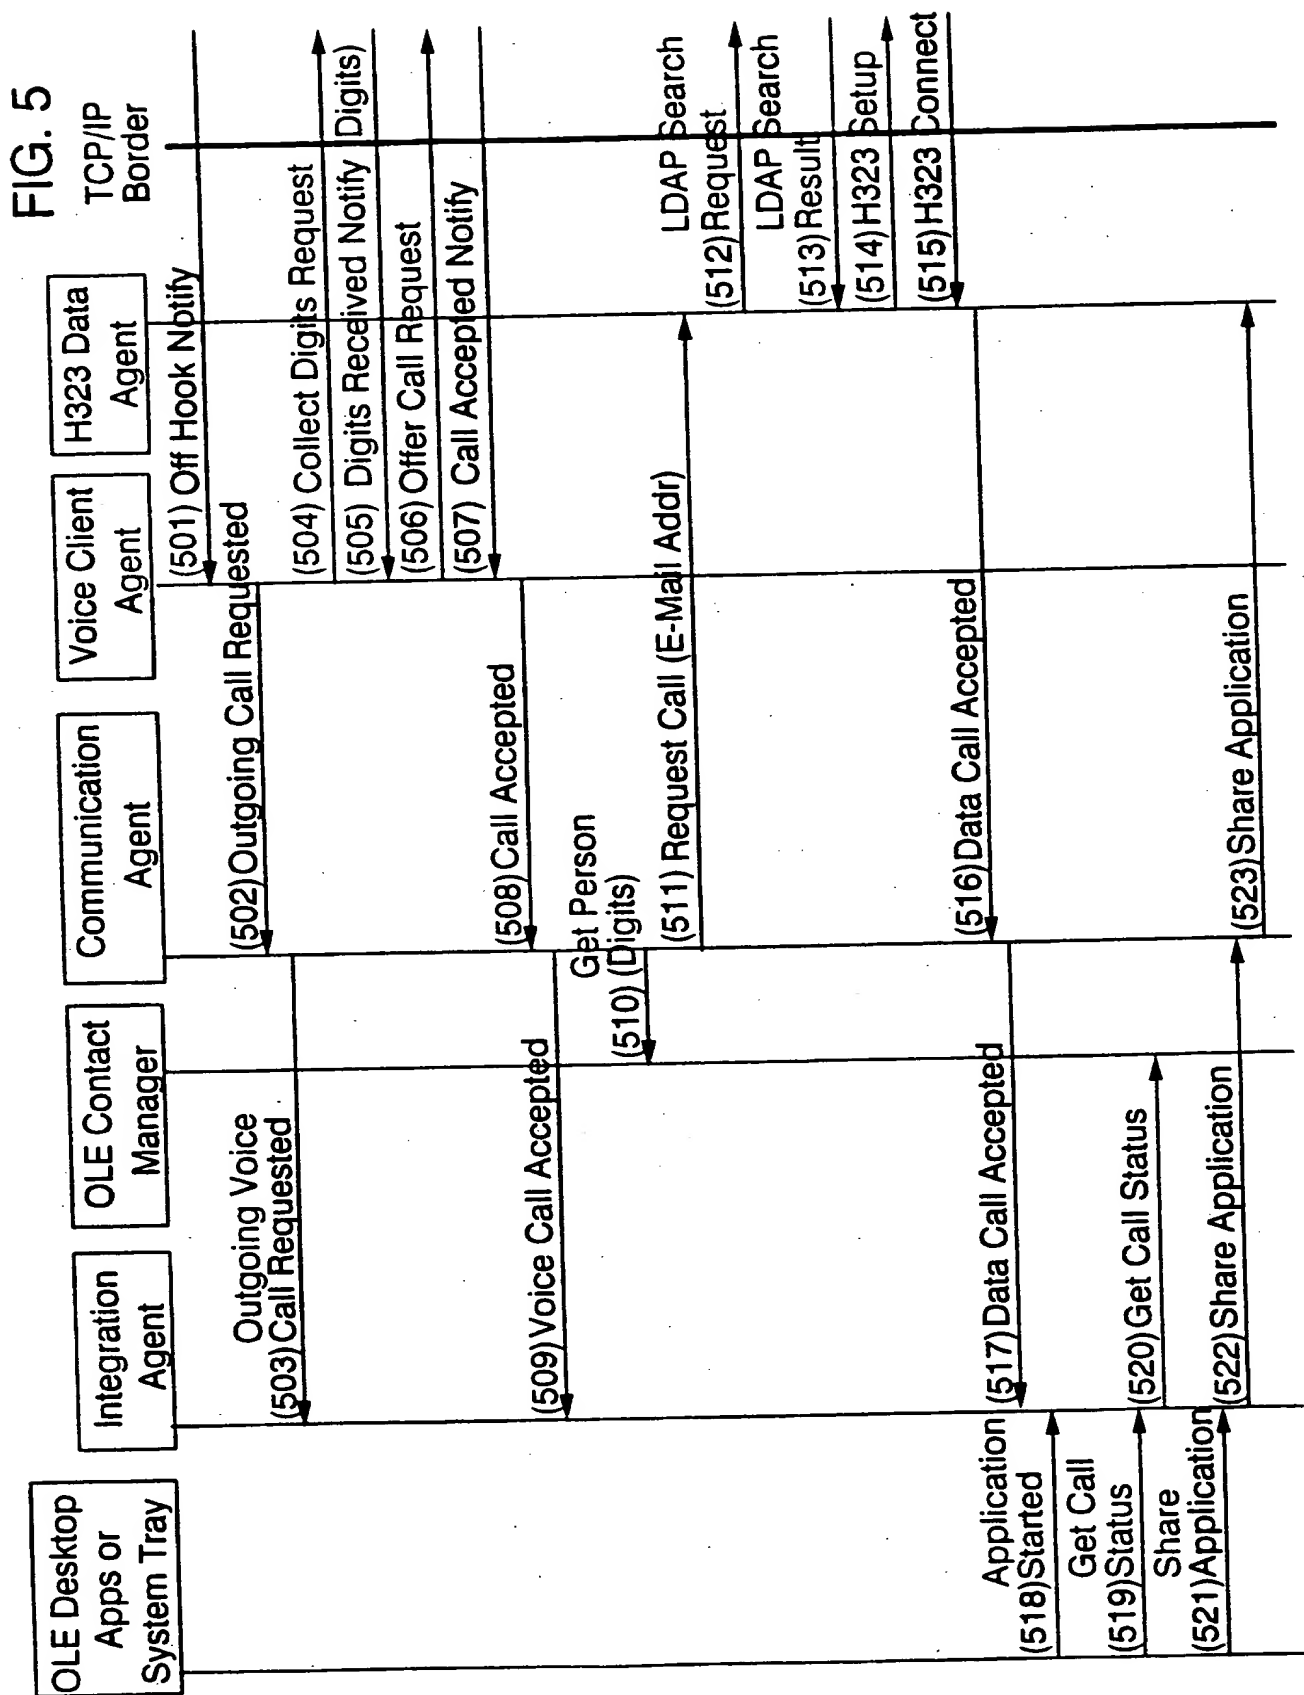 FIG. 5
OLE Desktop
Apps or
System Tray
Integration
Agent
OLE Contact
Manager
Communication
Agent
Voice Client
Agent
H323 Data
Agent
TCP/IP
Border
(501) Off Hook Notify
(502) Outgoing Call Requested
Outgoing Voice
(503) Call Requested
(504) Collect Digits Request
(505) Digits Received Notify (Digits)
(506) Offer Call Request
(507) Call Accepted Notify
(508) Call Accepted
(509) Voice Call Accepted
Get Person
(510) (Digits)
(511) Request Call (E-Mail Addr)
LDAP Search
(512) Request
LDAP Search
(513) Result
(514) H323 Setup
(515) H323 Connect
(516) Data Call Accepted
(517) Data Call Accepted
Application
(518) Started
Get Call
(519) Status
(520) Get Call Status
Share
(521) Application
(522) Share Application
(523) Share Application